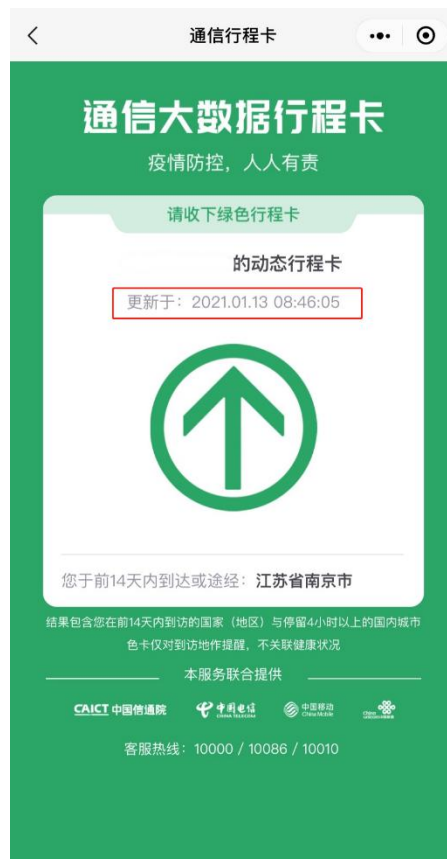 通信行程卡
通信大数据行程卡
疫情防控，人人有责
请收下绿色行程卡
的动态行程卡
更新于：2021.01.13 08:46:05
您于前14天内到达或途经：江苏省南京市
结果包含您在前14天内到访的国家（地区）与停留4小时以上的国内城市
色卡仅对到访地作提醒，不关联健康状况
本服务联合提供
CAICT 中国信通院 中国电信 CHINA TELECOM 中国移动 China Mobile
客服热线：10000 / 10086 / 10010